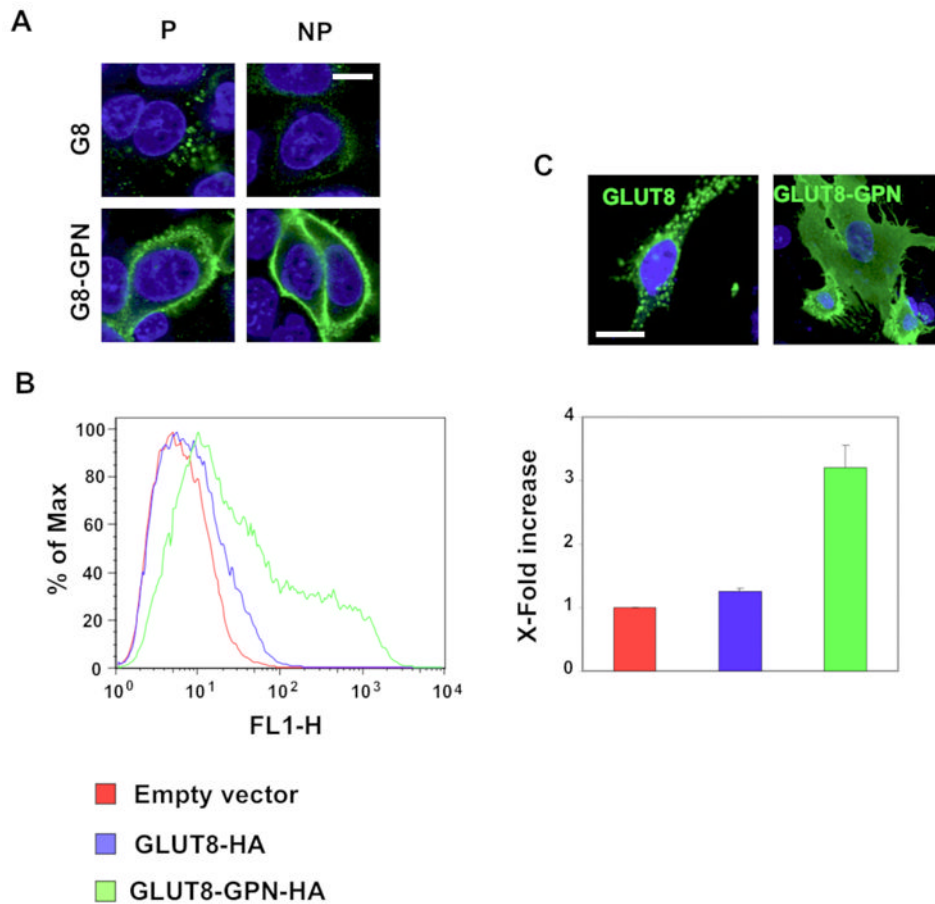 A
P NP
G8
G8-GPN
C
GLUT8 GLUT8-GPN
B
% of Max
100
80
60
40
20
0
10^0 10^1 10^2 10^3 10^4
FL1-H
X-Fold increase
4
3
2
1
0
Empty vector
GLUT8-HA
GLUT8-GPN-HA